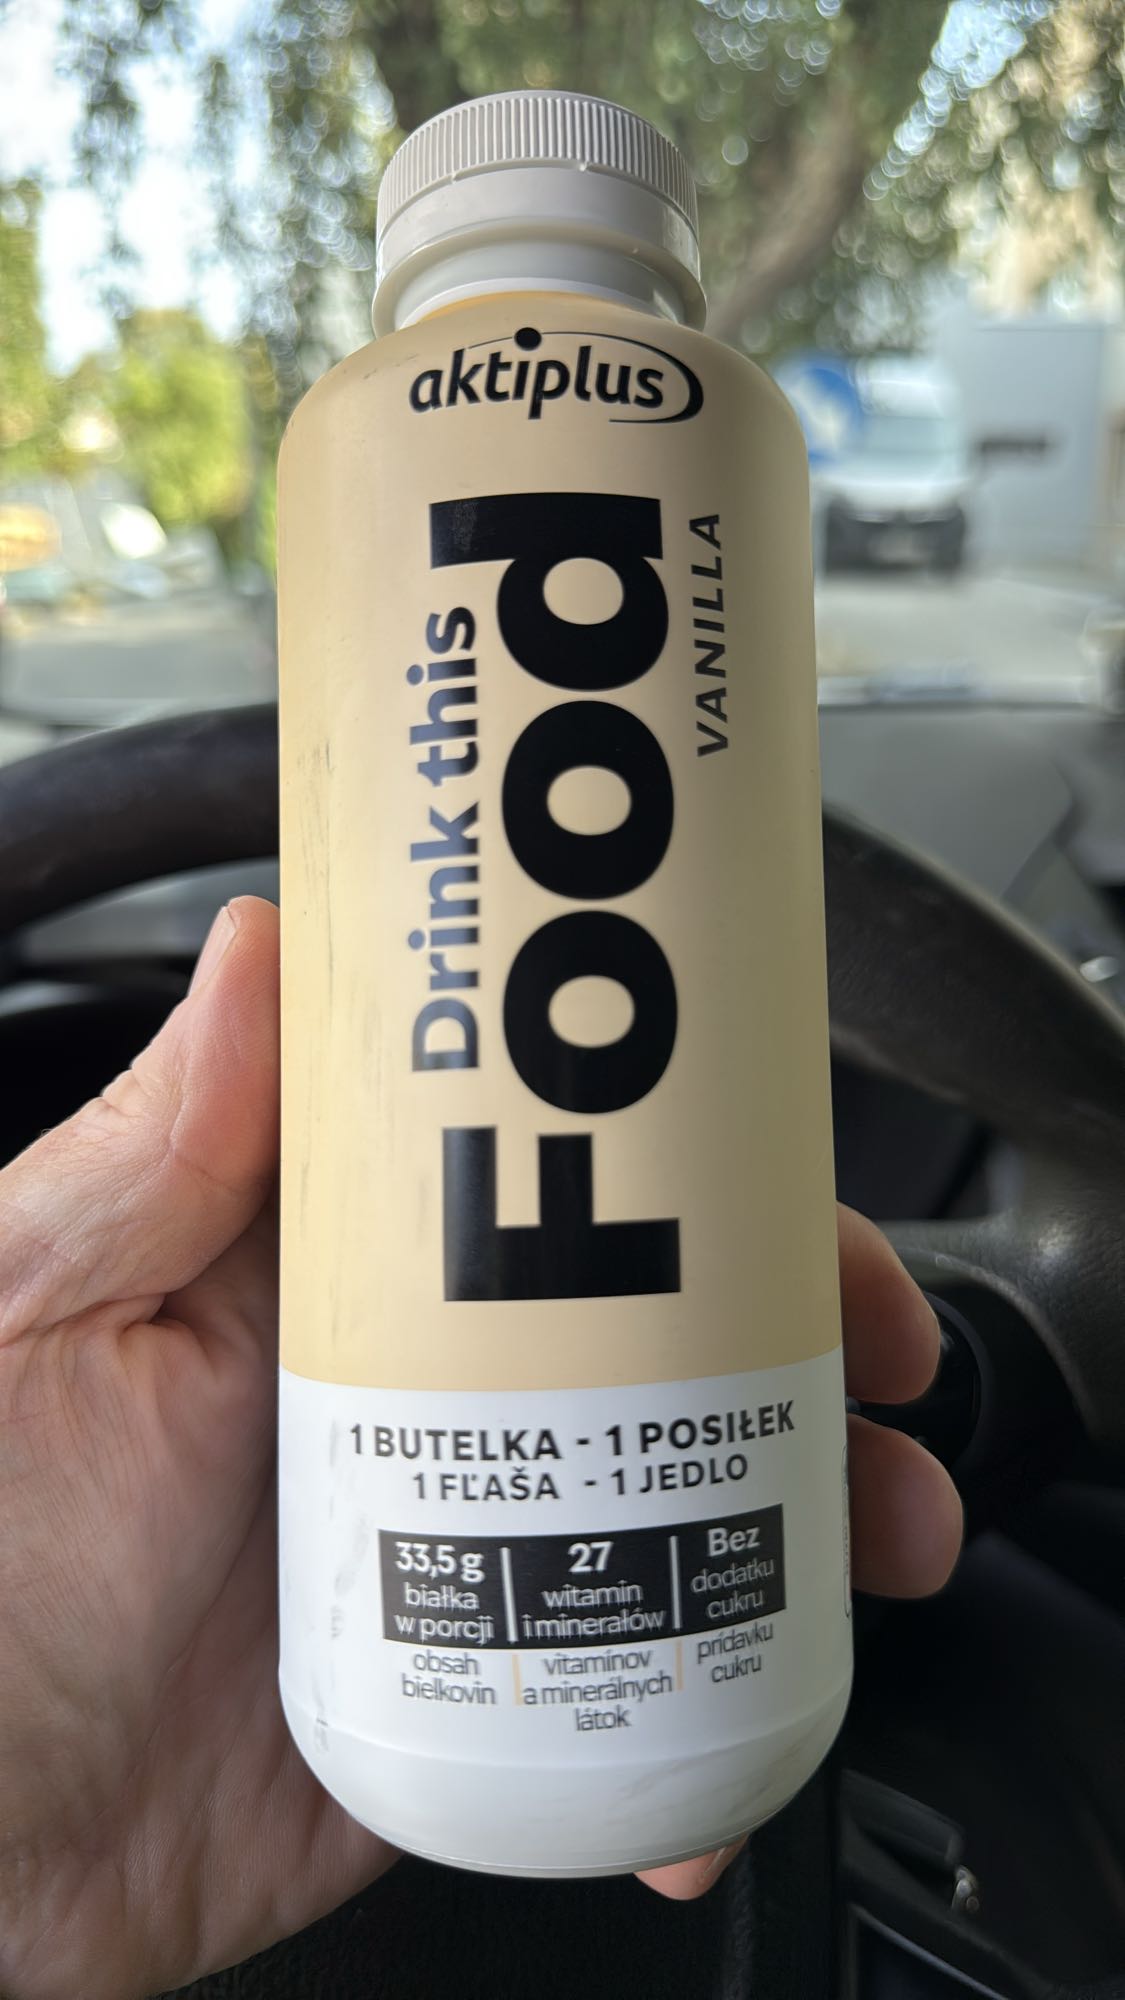 aktiplus
Drink this
Food
VANILLA
1 BUTELKA - 1 POSIŁEK
1 FĽAŠA - 1 JEDLO
33,5 g
białka
w porcji
obsah
bielkovin
27
witamin
i minerałów
vitamínov
a minerálnych
látok
Bez
dodatku
cukru
prídavku
cukru